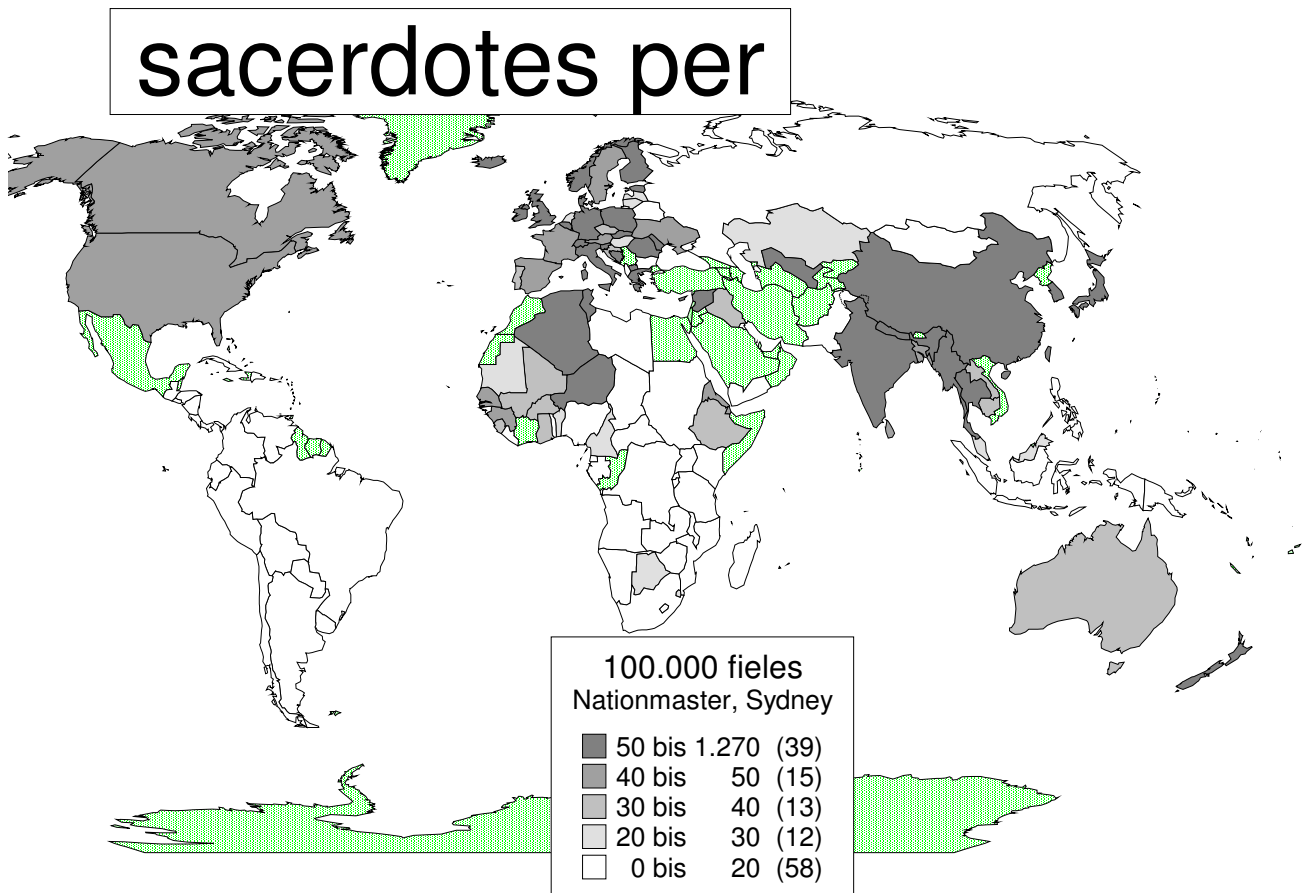 sacerdotes per
100.000 fieles
Nationmaster, Sydney
50 bis 1.270 (39)
40 bis 50 (15)
30 bis 40 (13)
20 bis 30 (12)
0 bis 20 (58)